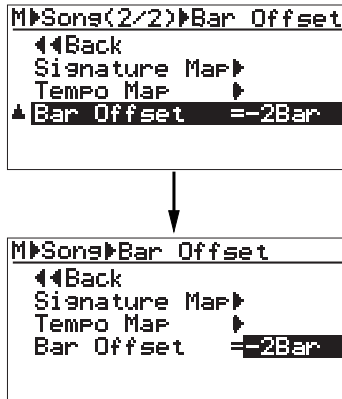 M▶Song(2/2)▶Bar Offset
◀◀Back
Signature Map▶
Tempo Map ▶
▲Bar Offset =-2Bar
M▶Song▶Bar Offset
◀◀Back
Signature Map▶
Tempo Map ▶
Bar Offset =-2Bar